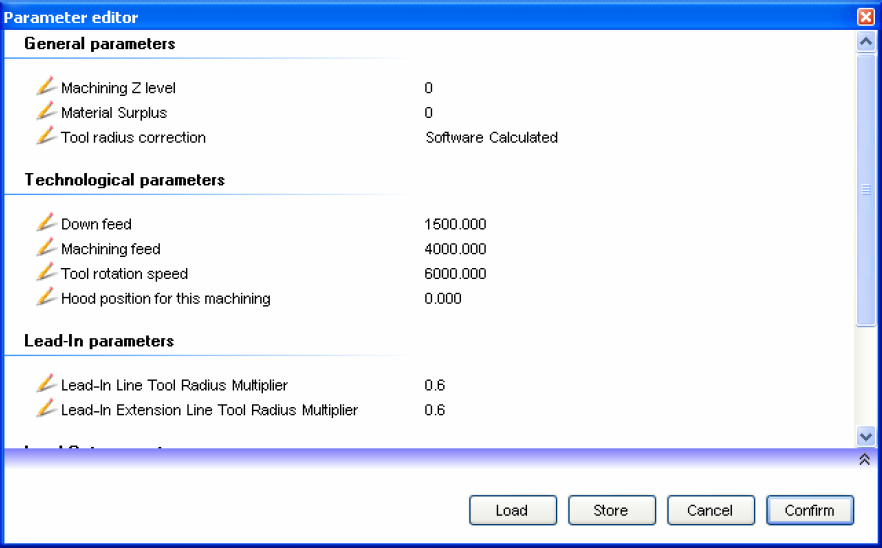 Parameter editor
General parameters
Machining Z level 0
Material Surplus 0
Tool radius correction Software Calculated
Technological parameters
Down feed 1500.000
Machining feed 4000.000
Tool rotation speed 6000.000
Hood position for this machining 0.000
Lead-In parameters
Lead-In Line Tool Radius Multiplier 0.6
Lead-In Extension Line Tool Radius Multiplier 0.6
Load Store Cancel Confirm